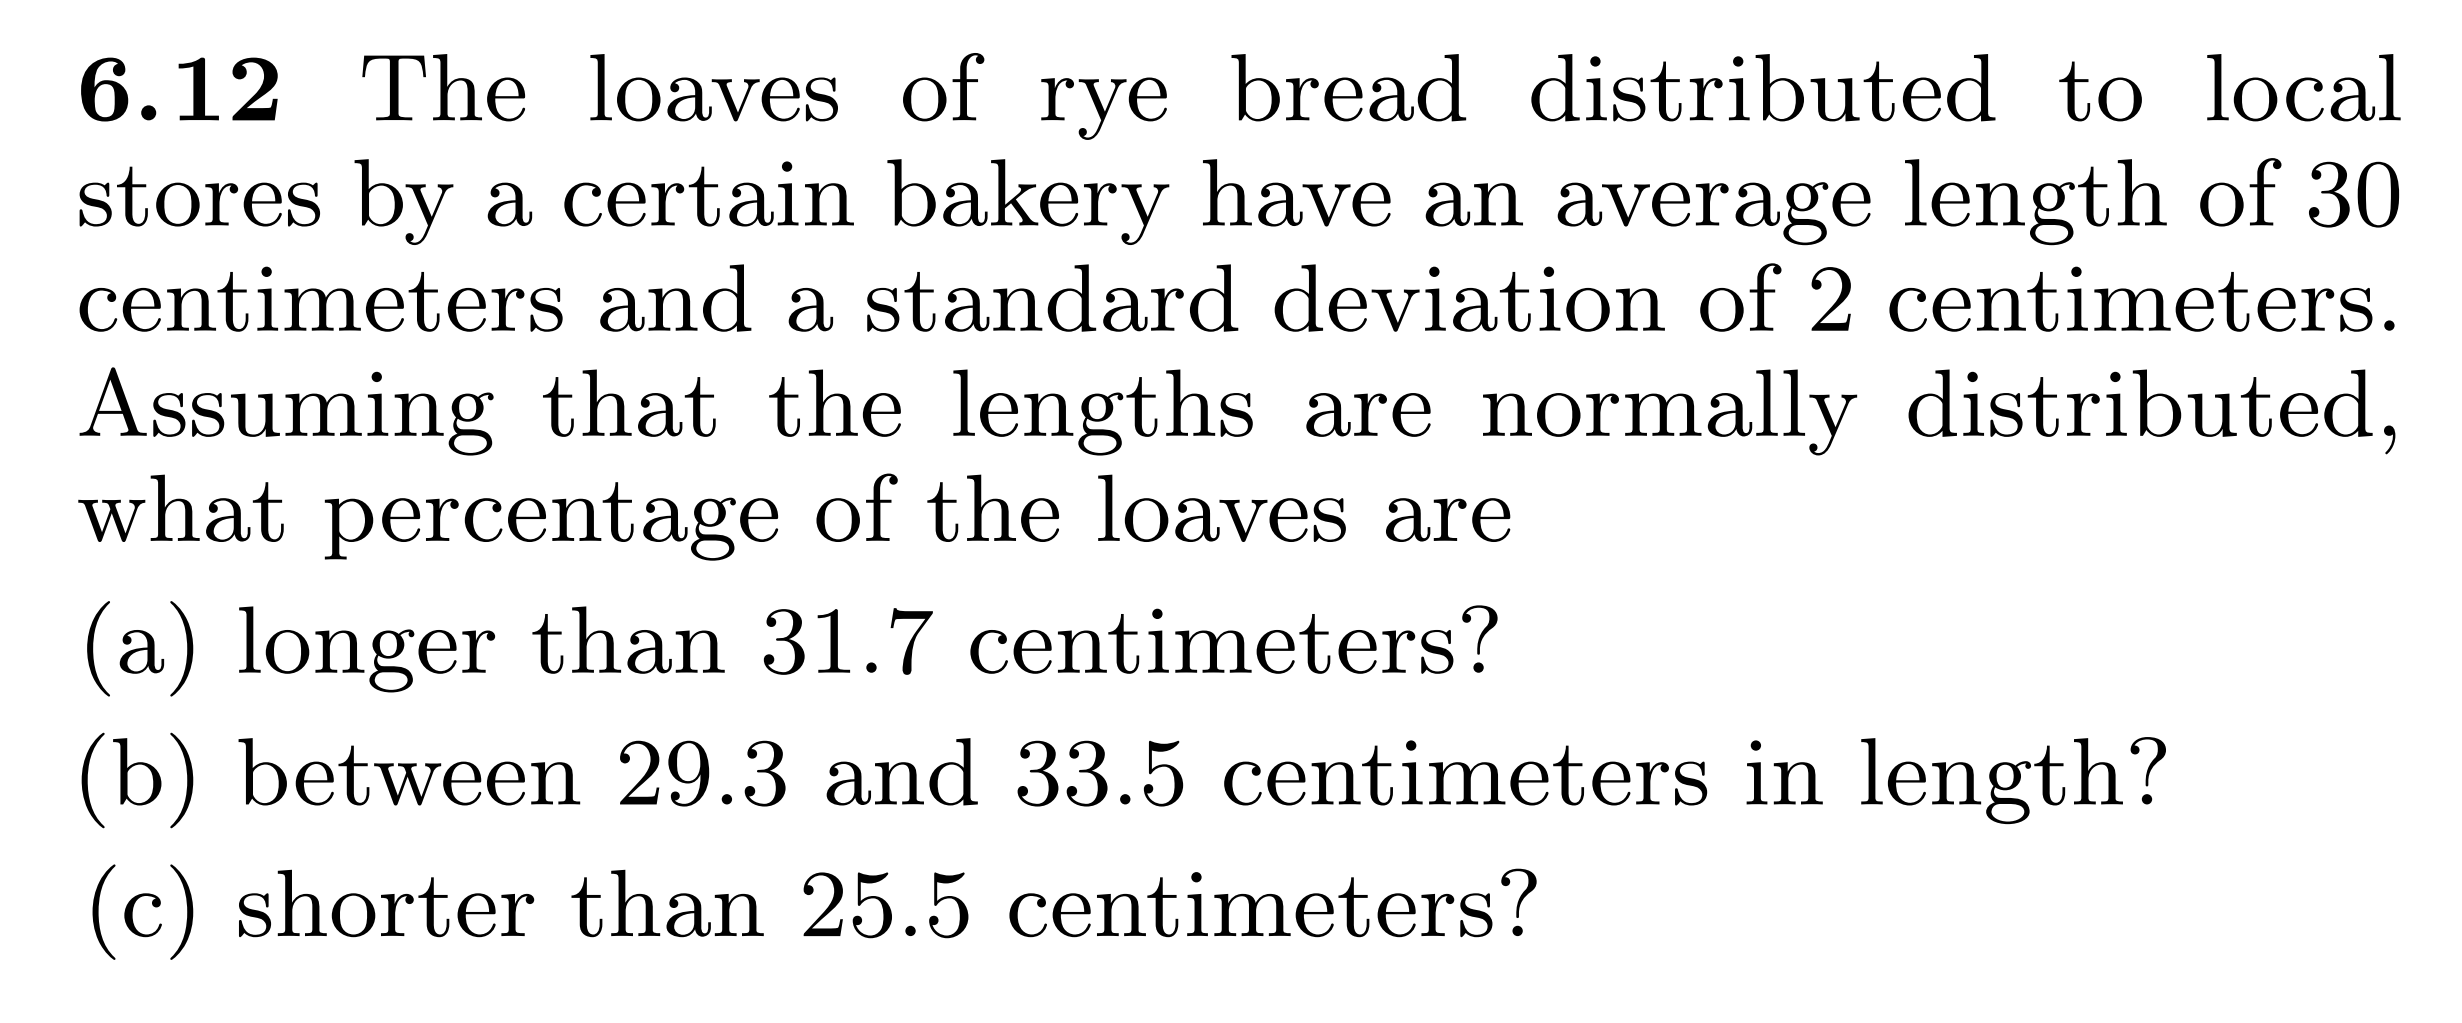 6.12 The loaves of rye bread distributed to local
stores by a certain bakery have an average length of 30
centimeters and a standard deviation of 2 centimeters.
Assuming that the lengths are normally distributed,
what percentage of the loaves are
(a) longer than 31.7 centimeters?
(b) between 29.3 and 33.5 centimeters in length?
(c) shorter than 25.5 centimeters?